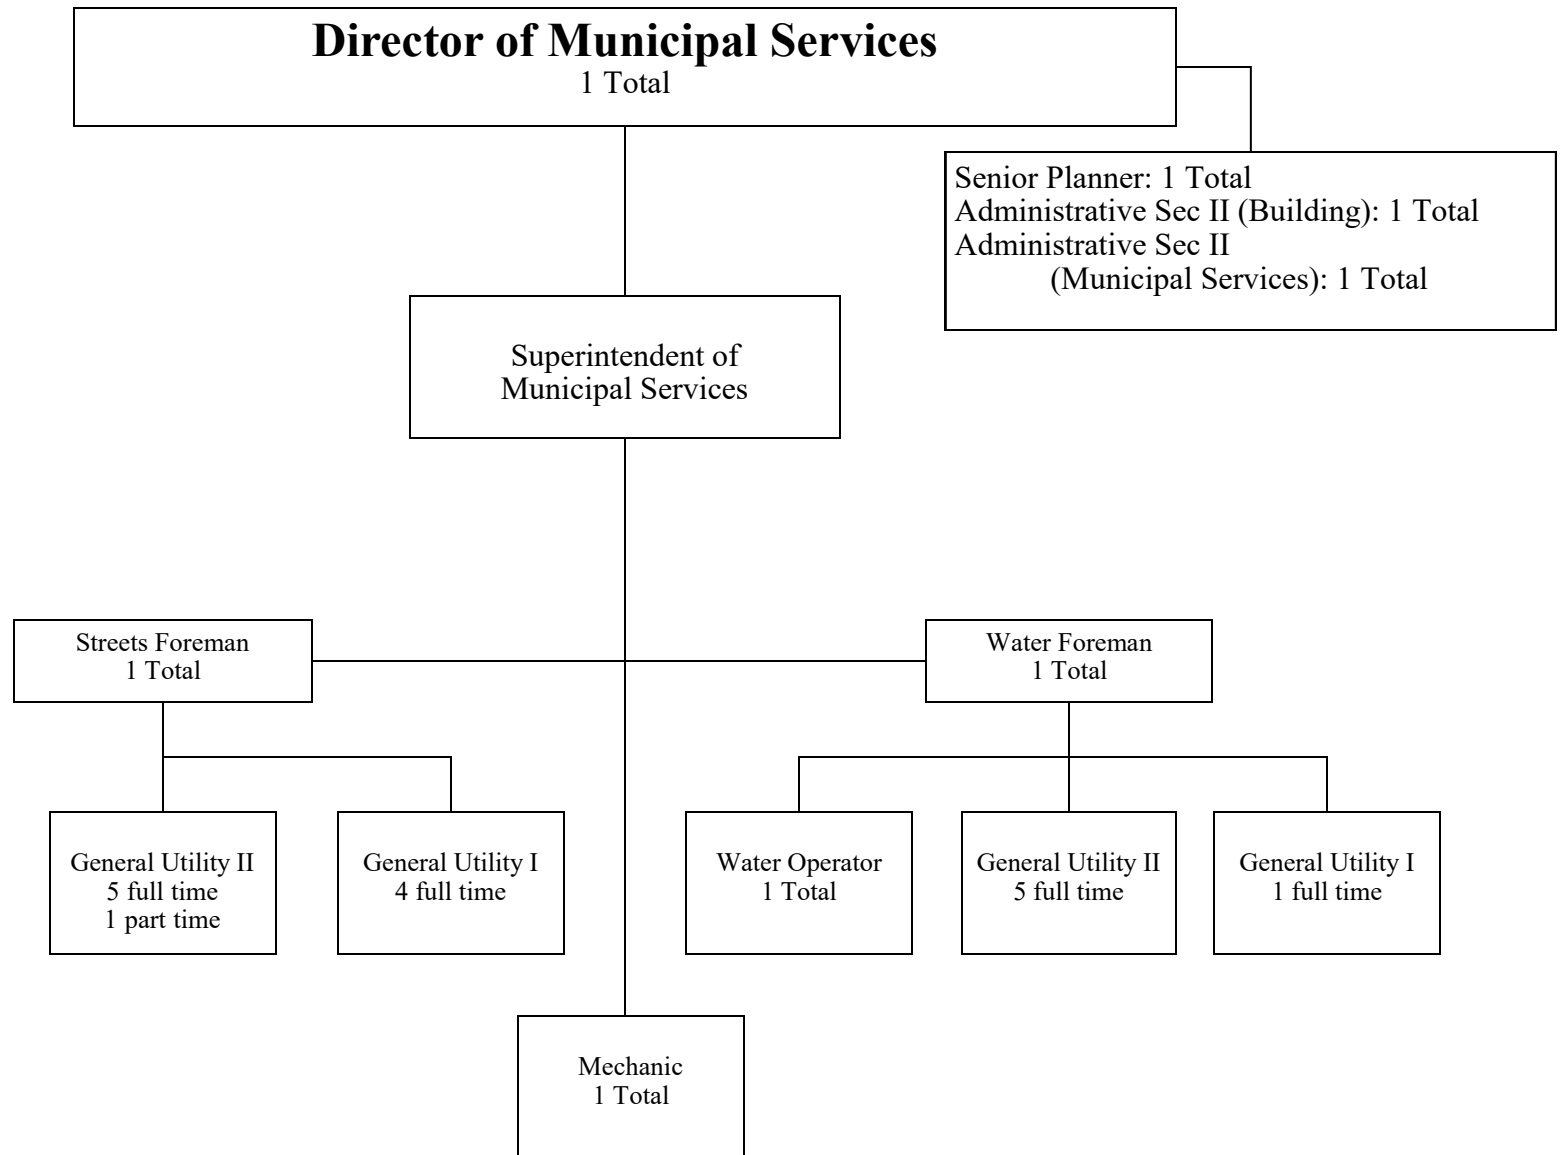 Director of Municipal Services
1 Total
Senior Planner: 1 Total
Administrative Sec II (Building): 1 Total
Administrative Sec II
(Municipal Services): 1 Total
Superintendent of
Municipal Services
Streets Foreman
1 Total
Water Foreman
1 Total
General Utility II
5 full time
1 part time
General Utility I
4 full time
Water Operator
1 Total
General Utility II
5 full time
General Utility I
1 full time
Mechanic
1 Total